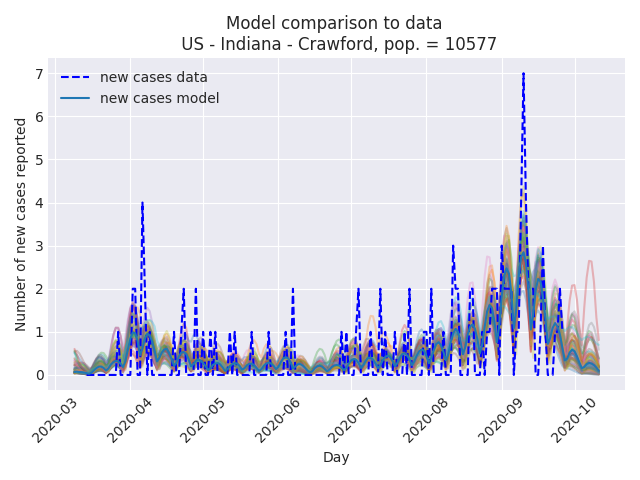 Model comparison to data
US - Indiana - Crawford, pop. = 10577
new cases data
new cases model
Number of new cases reported
7
6
5
4
3
2
1
0
2020-03
2020-04
2020-05
2020-06
2020-07
2020-08
2020-09
2020-10
Day